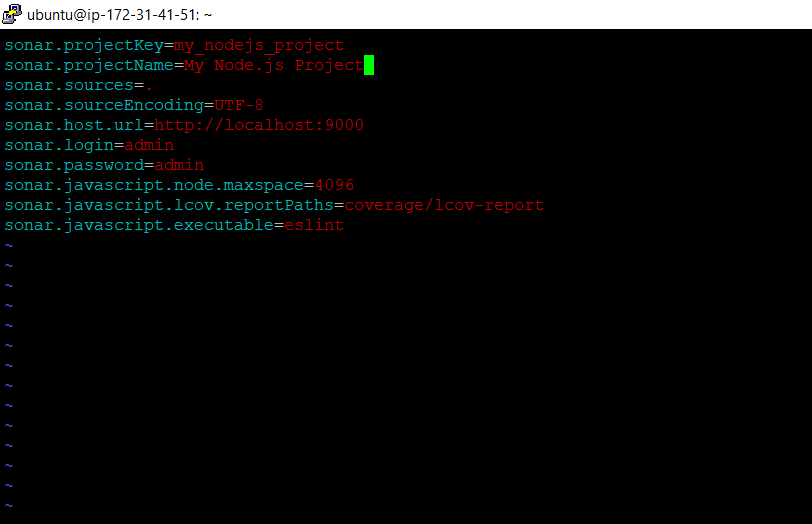 ubuntu@ip-172-31-41-51: ~
sonar.projectKey=my_nodejs_project
sonar.projectName=My Node.js Project
sonar.sources=.
sonar.sourceEncoding=UTF-8
sonar.host.url=http://localhost:9000
sonar.login=admin
sonar.password=admin
sonar.javascript.node.maxspace=4096
sonar.javascript.lcov.reportPaths=coverage/lcov-report
sonar.javascript.executable=eslint
~
~
~
~
~
~
~
~
~
~
~
~
~
~